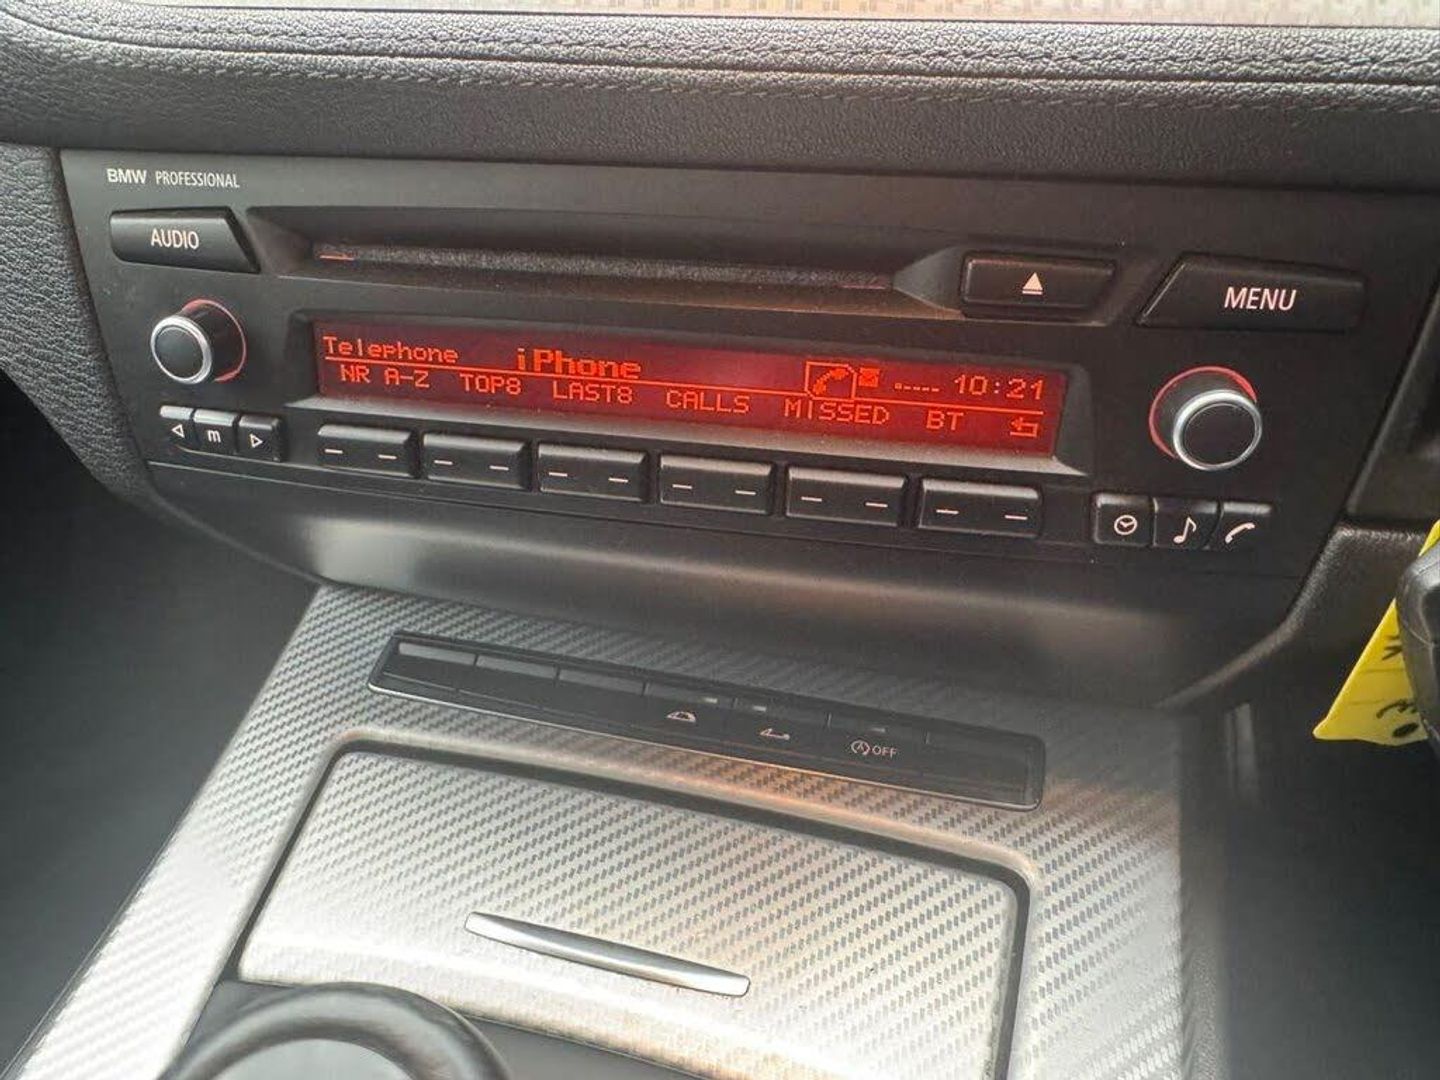 BMW PROFESSIONAL
AUDIO
MENU
Telephone iPhone 10:21
NR A-Z TOP8 LAST8 CALLS MISSED BT
m
OFF